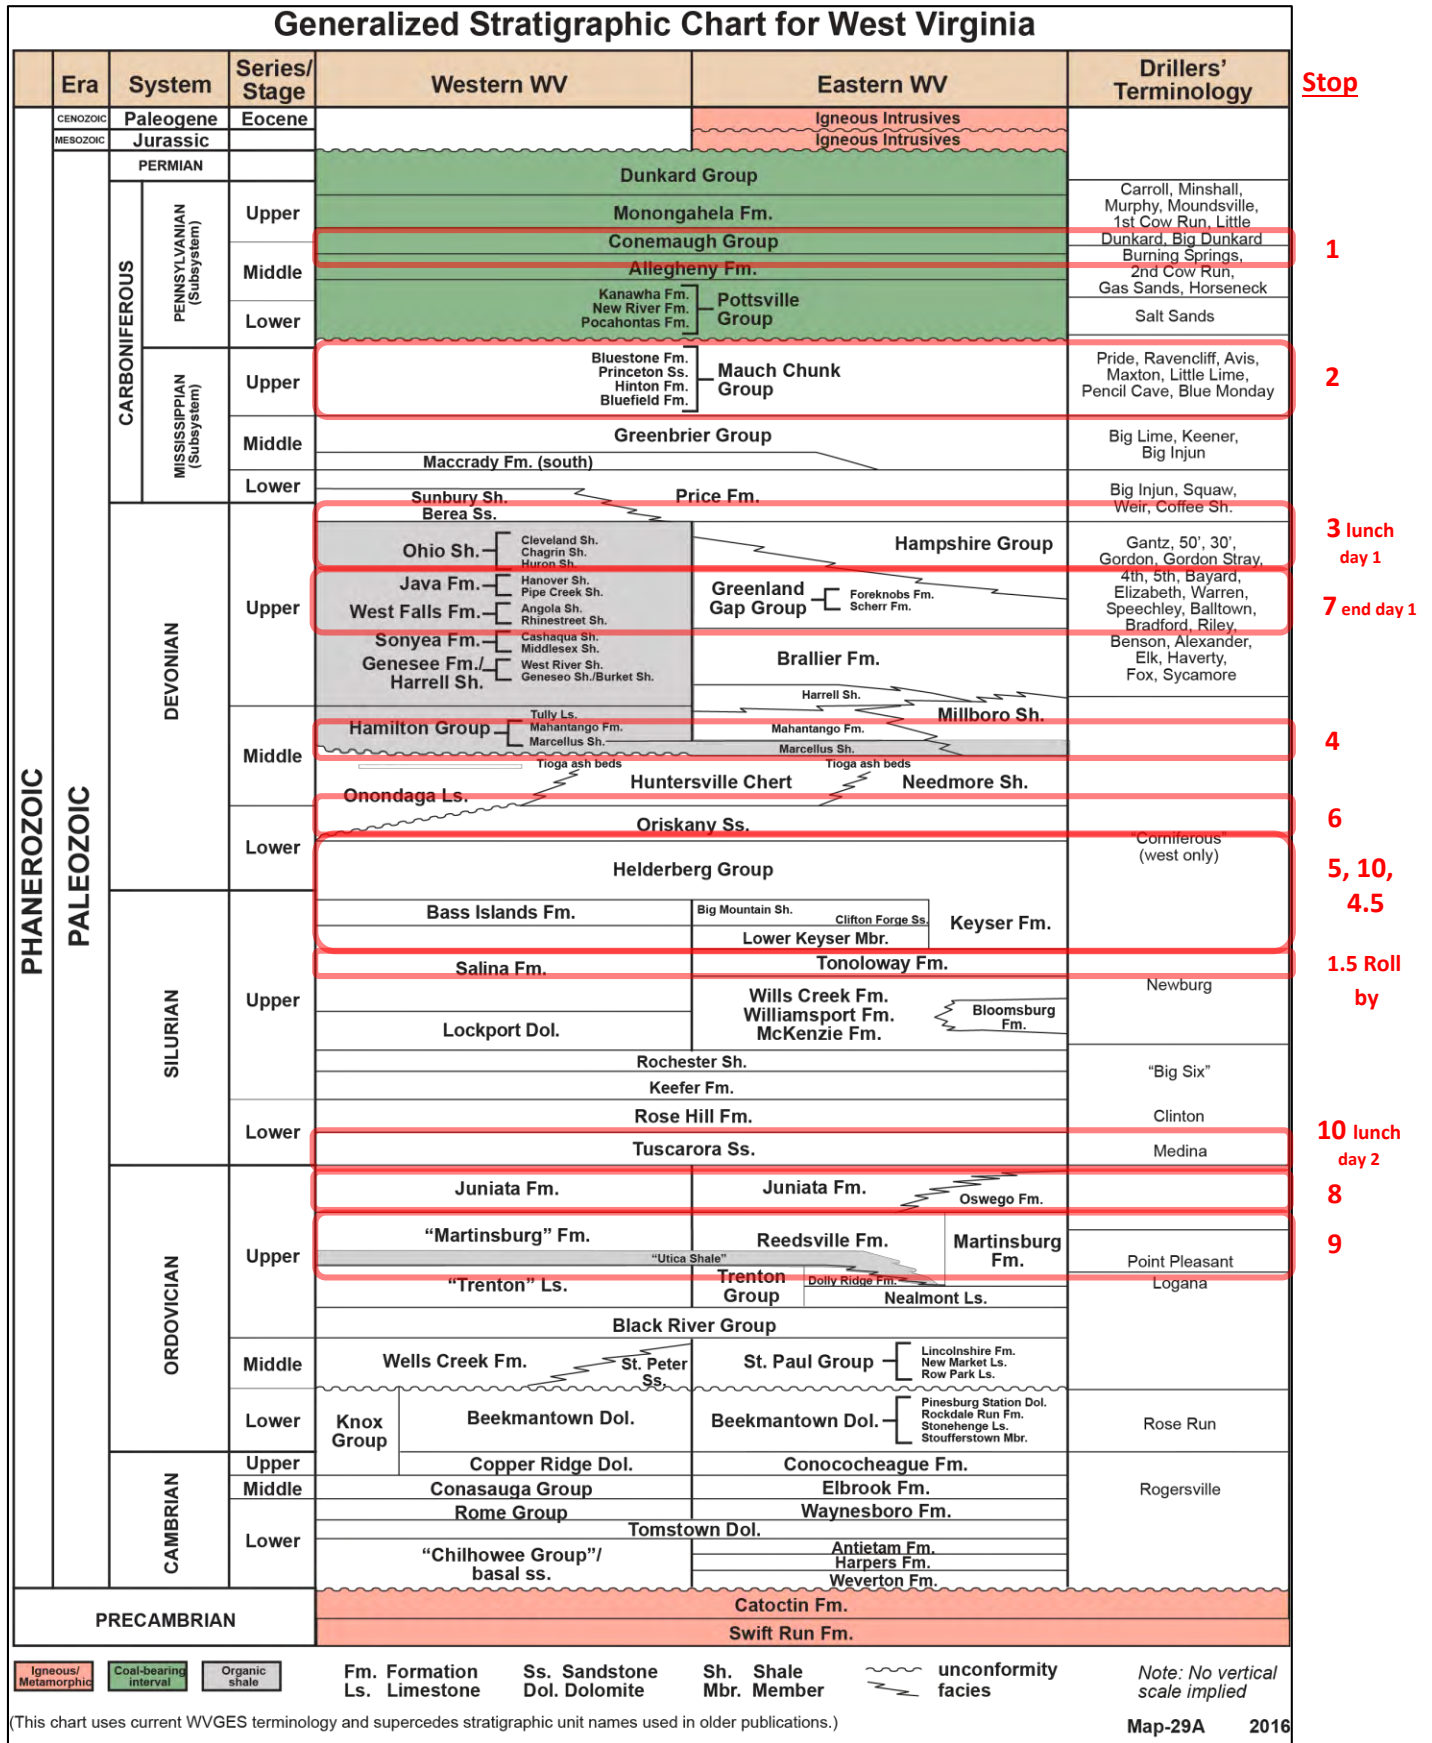 Generalized Stratigraphic Chart for West Virginia
Era
System
Series/
Stage
Western WV
Eastern WV
Drillers'
Terminology
Stop
PHANEROZOIC
CENOZOIC
Paleogene
Eocene
Igneous Intrusives
MESOZOIC
Jurassic
Igneous Intrusives
PALEOZOIC
PERMIAN
Dunkard Group
CARBONIFEROUS
PENNSYLVANIAN
(Subsystem)
Upper
Monongahela Fm.
Carroll, Minshall,
Murphy, Moundsville,
1st Cow Run, Little
Dunkard, Big Dunkard
Conemaugh Group
1
Middle
Allegheny Fm.
Burning Springs,
2nd Cow Run,
Gas Sands, Horseneck
Lower
Kanawha Fm.
New River Fm.
Pocahontas Fm.
Pottsville
Group
Salt Sands
MISSISSIPPIAN
(Subsystem)
Upper
Bluestone Fm.
Princeton Ss.
Hinton Fm.
Bluefield Fm.
Mauch Chunk
Group
Pride, Ravencliff, Avis,
Maxton, Little Lime,
Pencil Cave, Blue Monday
2
Middle
Greenbrier Group
Big Lime, Keener,
Big Injun
Maccrady Fm. (south)
Lower
Sunbury Sh.
Berea Ss.
Price Fm.
Big Injun, Squaw,
Weir, Coffee Sh.
DEVONIAN
Upper
Ohio Sh.
Cleveland Sh.
Chagrin Sh.
Huron Sh.
Hampshire Group
Gantz, 50', 30',
Gordon, Gordon Stray,
4th, 5th, Bayard,
Elizabeth, Warren,
Speechley, Balltown,
Bradford, Riley,
Benson, Alexander,
Elk, Haverty,
Fox, Sycamore
3 lunch
day 1
Java Fm.
Hanover Sh.
Pipe Creek Sh.
Greenland
Gap Group
Foreknobs Fm.
Scherr Fm.
7 end day 1
West Falls Fm.
Angola Sh.
Rhinestreet Sh.
Sonyea Fm.
Cashaqua Sh.
Middlesex Sh.
Genesee Fm./
Harrell Sh.
West River Sh.
Geneseo Sh./Burket Sh.
Brallier Fm.
Harrell Sh.
Millboro Sh.
Middle
Hamilton Group
Tully Ls.
Mahantango Fm.
Marcellus Sh.
Mahantango Fm.
Marcellus Sh.
4
Tioga ash beds
Tioga ash beds
Onondaga Ls.
Huntersville Chert
Needmore Sh.
Lower
Oriskany Ss.
6
"Corniferous"
(west only)
Helderberg Group
5, 10,
4.5
SILURIAN
Upper
Bass Islands Fm.
Big Mountain Sh.
Clifton Forge Ss.
Lower Keyser Mbr.
Keyser Fm.
Salina Fm.
Tonoloway Fm.
1.5 Roll
by
Newburg
Wills Creek Fm.
Williamsport Fm.
McKenzie Fm.
Bloomsburg
Fm.
Lockport Dol.
Rochester Sh.
"Big Six"
Keefer Fm.
Lower
Rose Hill Fm.
Clinton
Tuscarora Ss.
Medina
10 lunch
day 2
ORDOVICIAN
Upper
Juniata Fm.
Juniata Fm.
Oswego Fm.
8
"Martinsburg" Fm.
Reedsville Fm.
Martinsburg
Fm.
9
"Utica Shale"
Point Pleasant
"Trenton" Ls.
Trenton
Group
Dolly Ridge Fm.
Nealmont Ls.
Logana
Black River Group
Middle
Wells Creek Fm.
St. Peter
Ss.
St. Paul Group
Lincolnshire Fm.
New Market Ls.
Row Park Ls.
Lower
Knox
Group
Beekmantown Dol.
Beekmantown Dol.
Pinesburg Station Dol.
Rockdale Run Fm.
Stonehenge Ls.
Stoufferstown Mbr.
Rose Run
CAMBRIAN
Upper
Copper Ridge Dol.
Conococheague Fm.
Middle
Conasauga Group
Elbrook Fm.
Rogersville
Lower
Rome Group
Waynesboro Fm.
Tomstown Dol.
"Chilhowee Group"/
basal ss.
Antietam Fm.
Harpers Fm.
Weverton Fm.
PRECAMBRIAN
Catoctin Fm.
Swift Run Fm.
Igneous/
Metamorphic
Coal-bearing
interval
Organic
shale
Fm. Formation
Ls. Limestone
Ss. Sandstone
Dol. Dolomite
Sh. Shale
Mbr. Member
unconformity
facies
Note: No vertical
scale implied
(This chart uses current WVGES terminology and supercedes stratigraphic unit names used in older publications.)
Map-29A 2016